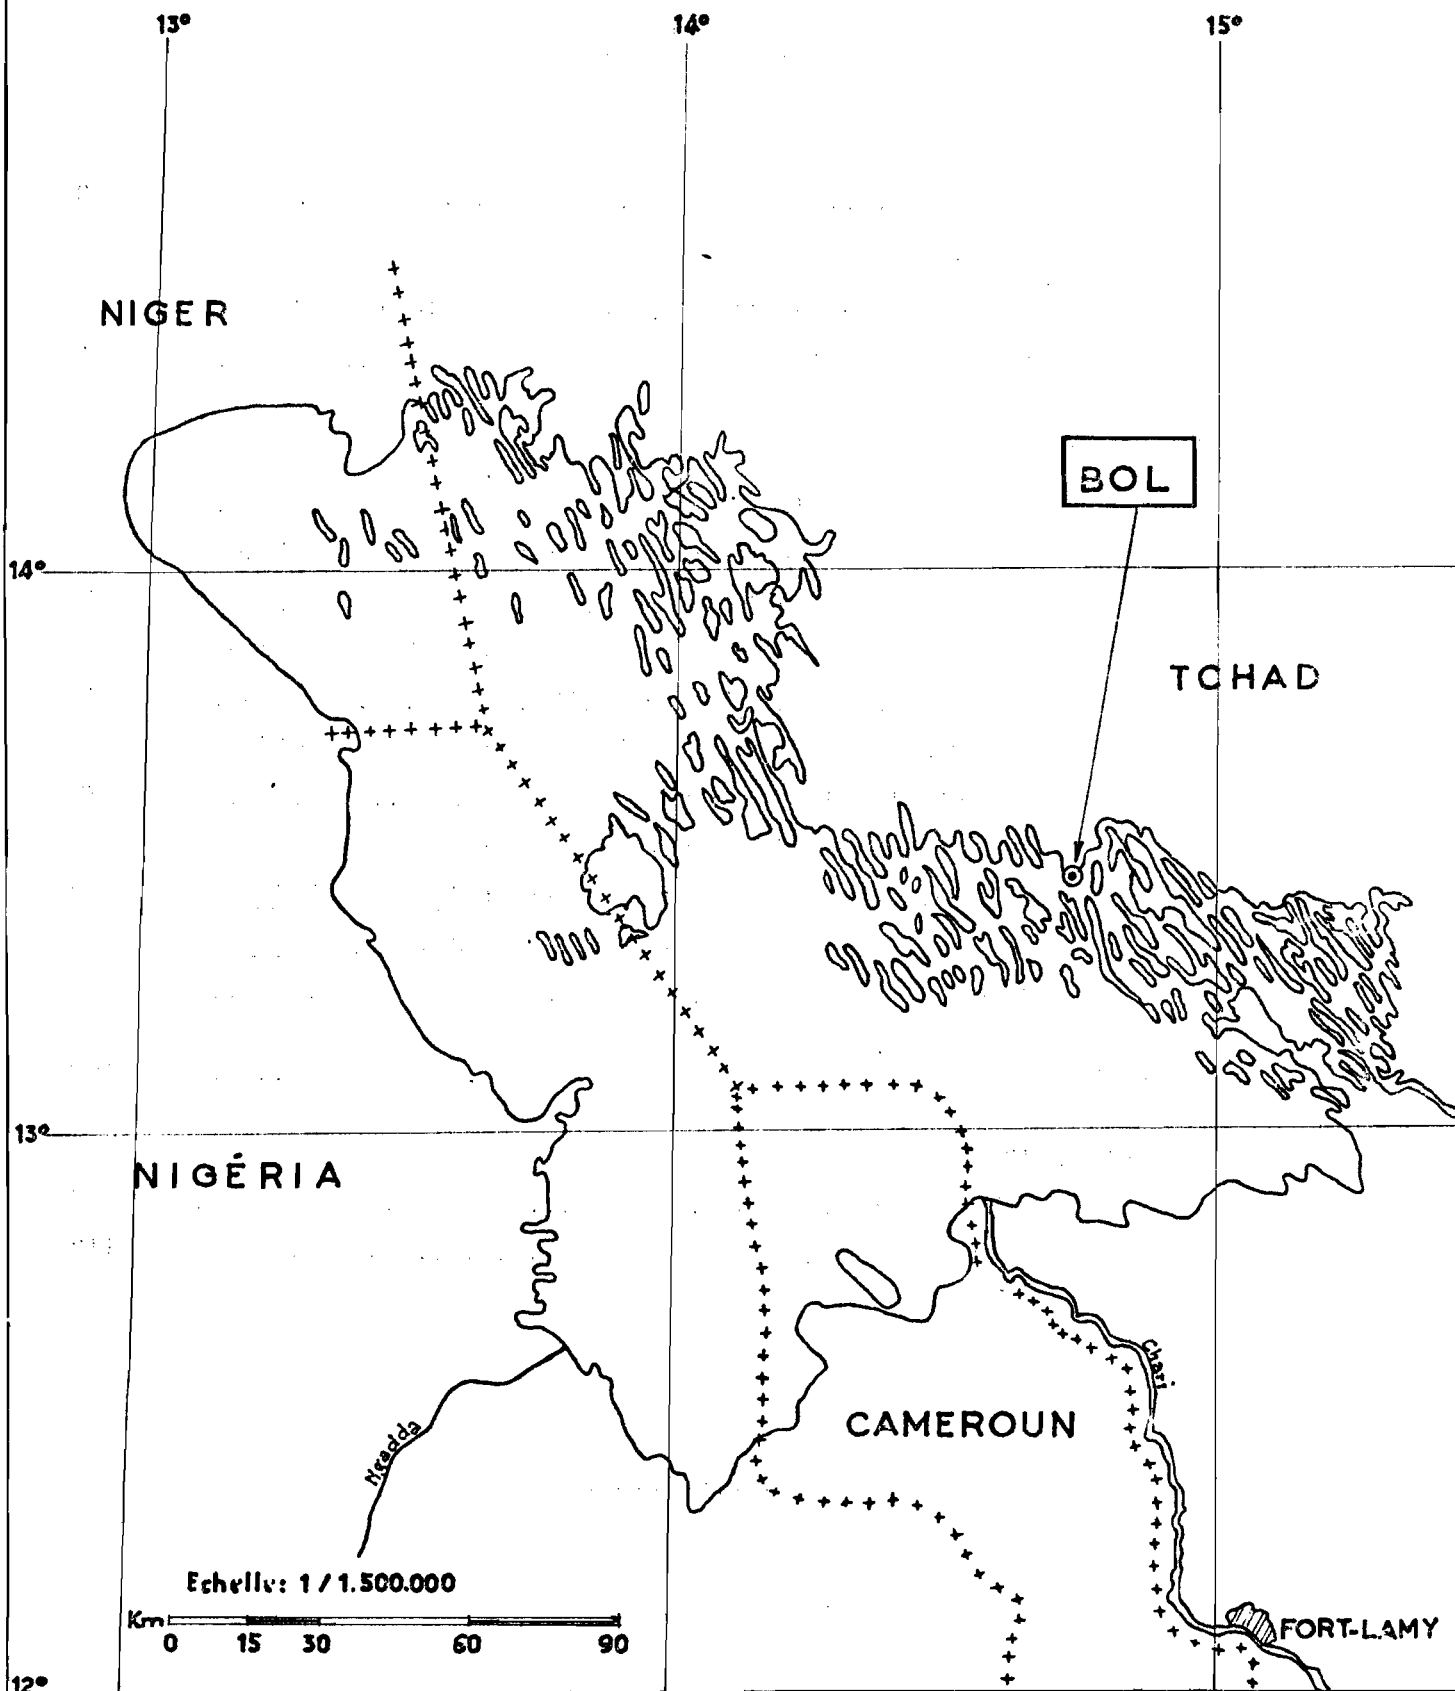 13° 14° 15°
NIGER
BOL
14°
TCHAD
13°
NIGÉRIA
Chari
CAMEROUN
Ngadda
Echelle: 1 / 1.500.000
Km
0 15 30 60 90
FORT-LAMY
12°